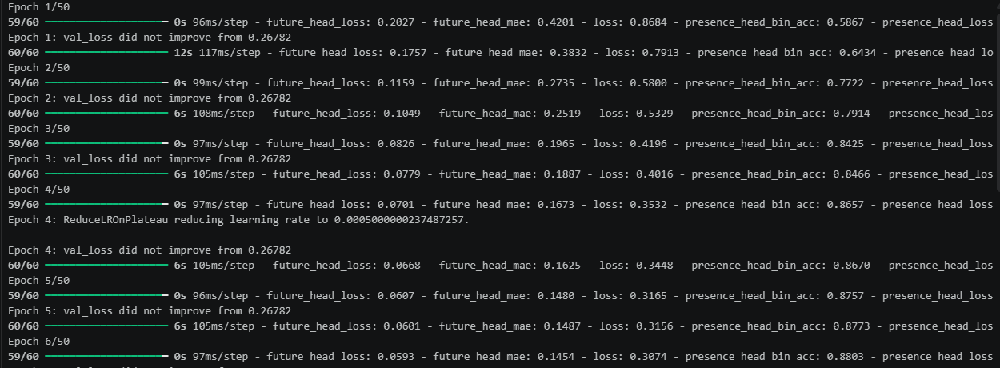 Epoch 1/50
59/60 0s 96ms/step - future_head_loss: 0.2027 - future_head_mae: 0.4201 - loss: 0.8684 - presence_head_bin_acc: 0.5867 - presence_head_loss
Epoch 1: val_loss did not improve from 0.26782
60/60 12s 117ms/step - future_head_loss: 0.1757 - future_head_mae: 0.3832 - loss: 0.7913 - presence_head_bin_acc: 0.6434 - presence_head_los
Epoch 2/50
59/60 0s 99ms/step - future_head_loss: 0.1159 - future_head_mae: 0.2735 - loss: 0.5800 - presence_head_bin_acc: 0.7722 - presence_head_loss
Epoch 2: val_loss did not improve from 0.26782
60/60 6s 108ms/step - future_head_loss: 0.1049 - future_head_mae: 0.2519 - loss: 0.5329 - presence_head_bin_acc: 0.7914 - presence_head_los
Epoch 3/50
59/60 0s 97ms/step - future_head_loss: 0.0826 - future_head_mae: 0.1965 - loss: 0.4196 - presence_head_bin_acc: 0.8425 - presence_head_loss
Epoch 3: val_loss did not improve from 0.26782
60/60 6s 105ms/step - future_head_loss: 0.0779 - future_head_mae: 0.1887 - loss: 0.4016 - presence_head_bin_acc: 0.8466 - presence_head_los
Epoch 4/50
59/60 0s 97ms/step - future_head_loss: 0.0701 - future_head_mae: 0.1673 - loss: 0.3532 - presence_head_bin_acc: 0.8657 - presence_head_loss
Epoch 4: ReduceLROnPlateau reducing learning rate to 0.0005000000237487257.
Epoch 4: val_loss did not improve from 0.26782
60/60 6s 105ms/step - future_head_loss: 0.0668 - future_head_mae: 0.1625 - loss: 0.3448 - presence_head_bin_acc: 0.8670 - presence_head_los
Epoch 5/50
59/60 0s 96ms/step - future_head_loss: 0.0607 - future_head_mae: 0.1480 - loss: 0.3165 - presence_head_bin_acc: 0.8757 - presence_head_loss
Epoch 5: val_loss did not improve from 0.26782
60/60 6s 105ms/step - future_head_loss: 0.0601 - future_head_mae: 0.1487 - loss: 0.3156 - presence_head_bin_acc: 0.8773 - presence_head_los
Epoch 6/50
59/60 0s 97ms/step - future_head_loss: 0.0593 - future_head_mae: 0.1454 - loss: 0.3074 - presence_head_bin_acc: 0.8803 - presence_head_loss